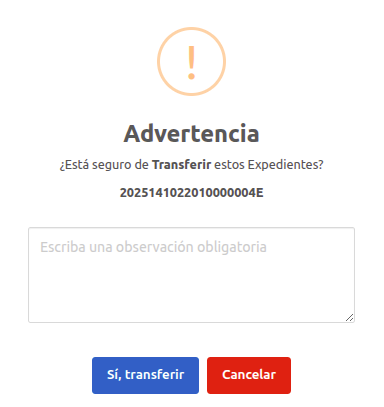 !
Advertencia
¿Está seguro de Transferir estos Expedientes?
2025141022010000004E
Escriba una observación obligatoria
Sí, transferir
Cancelar